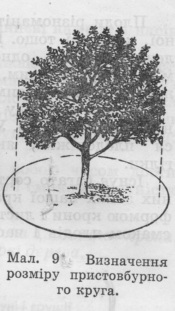 Мал. 9. Визначення
розміру пристовбурно-
го круга.